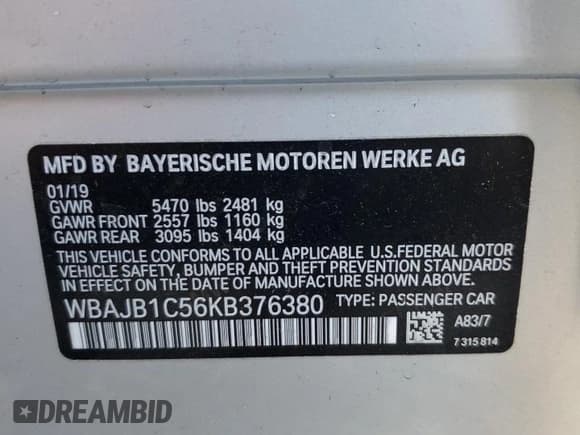 MFD BY BAYERISCHE MOTOREN WERKE AG
01/19
GVWR 5470 lbs 2481 kg
GAWR FRONT 2557 lbs 1160 kg
GAWR REAR 3095 lbs 1404 kg
THIS VEHICLE CONFORMS TO ALL APPLICABLE U.S.FEDERAL MOTOR
VEHICLE SAFETY, BUMPER AND THEFT PREVENTION STANDARDS
IN EFFECT ON THE DATE OF MANUFACTURE SHOWN ABOVE.
WBAJB1C56KB376380 TYPE: PASSENGER CAR
A83/7
7 315 814
DREAMBID